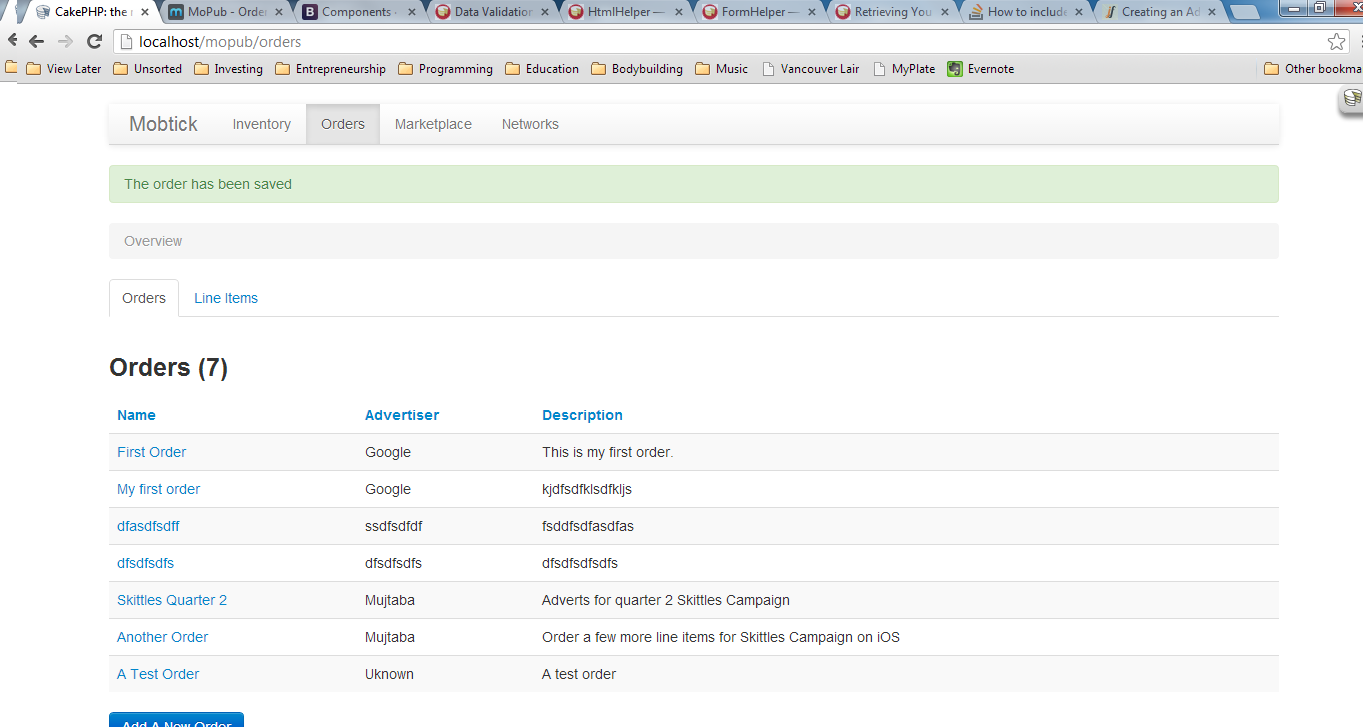 CakePHP: the r
MoPub - Order
Components
Data Validation
HtmlHelper —
FormHelper —
Retrieving You
How to include
Creating an Ad
localhost/mopub/orders
View Later Unsorted Investing Entrepreneurship Programming Education Bodybuilding Music Vancouver Lair MyPlate Evernote Other bookma
Mobtick Inventory Orders Marketplace Networks
The order has been saved
Overview
Orders Line Items
Orders (7)
Name Advertiser Description
First Order Google This is my first order.
My first order Google kjdfsdfklsdfkljs
dfasdfsdff ssdfsdfdf fsddfsdfasdfas
dfsdfsdfs dfsdfsdfs dfsdfsdfsdfs
Skittles Quarter 2 Mujtaba Adverts for quarter 2 Skittles Campaign
Another Order Mujtaba Order a few more line items for Skittles Campaign on iOS
A Test Order Uknown A test order
Add A New Order